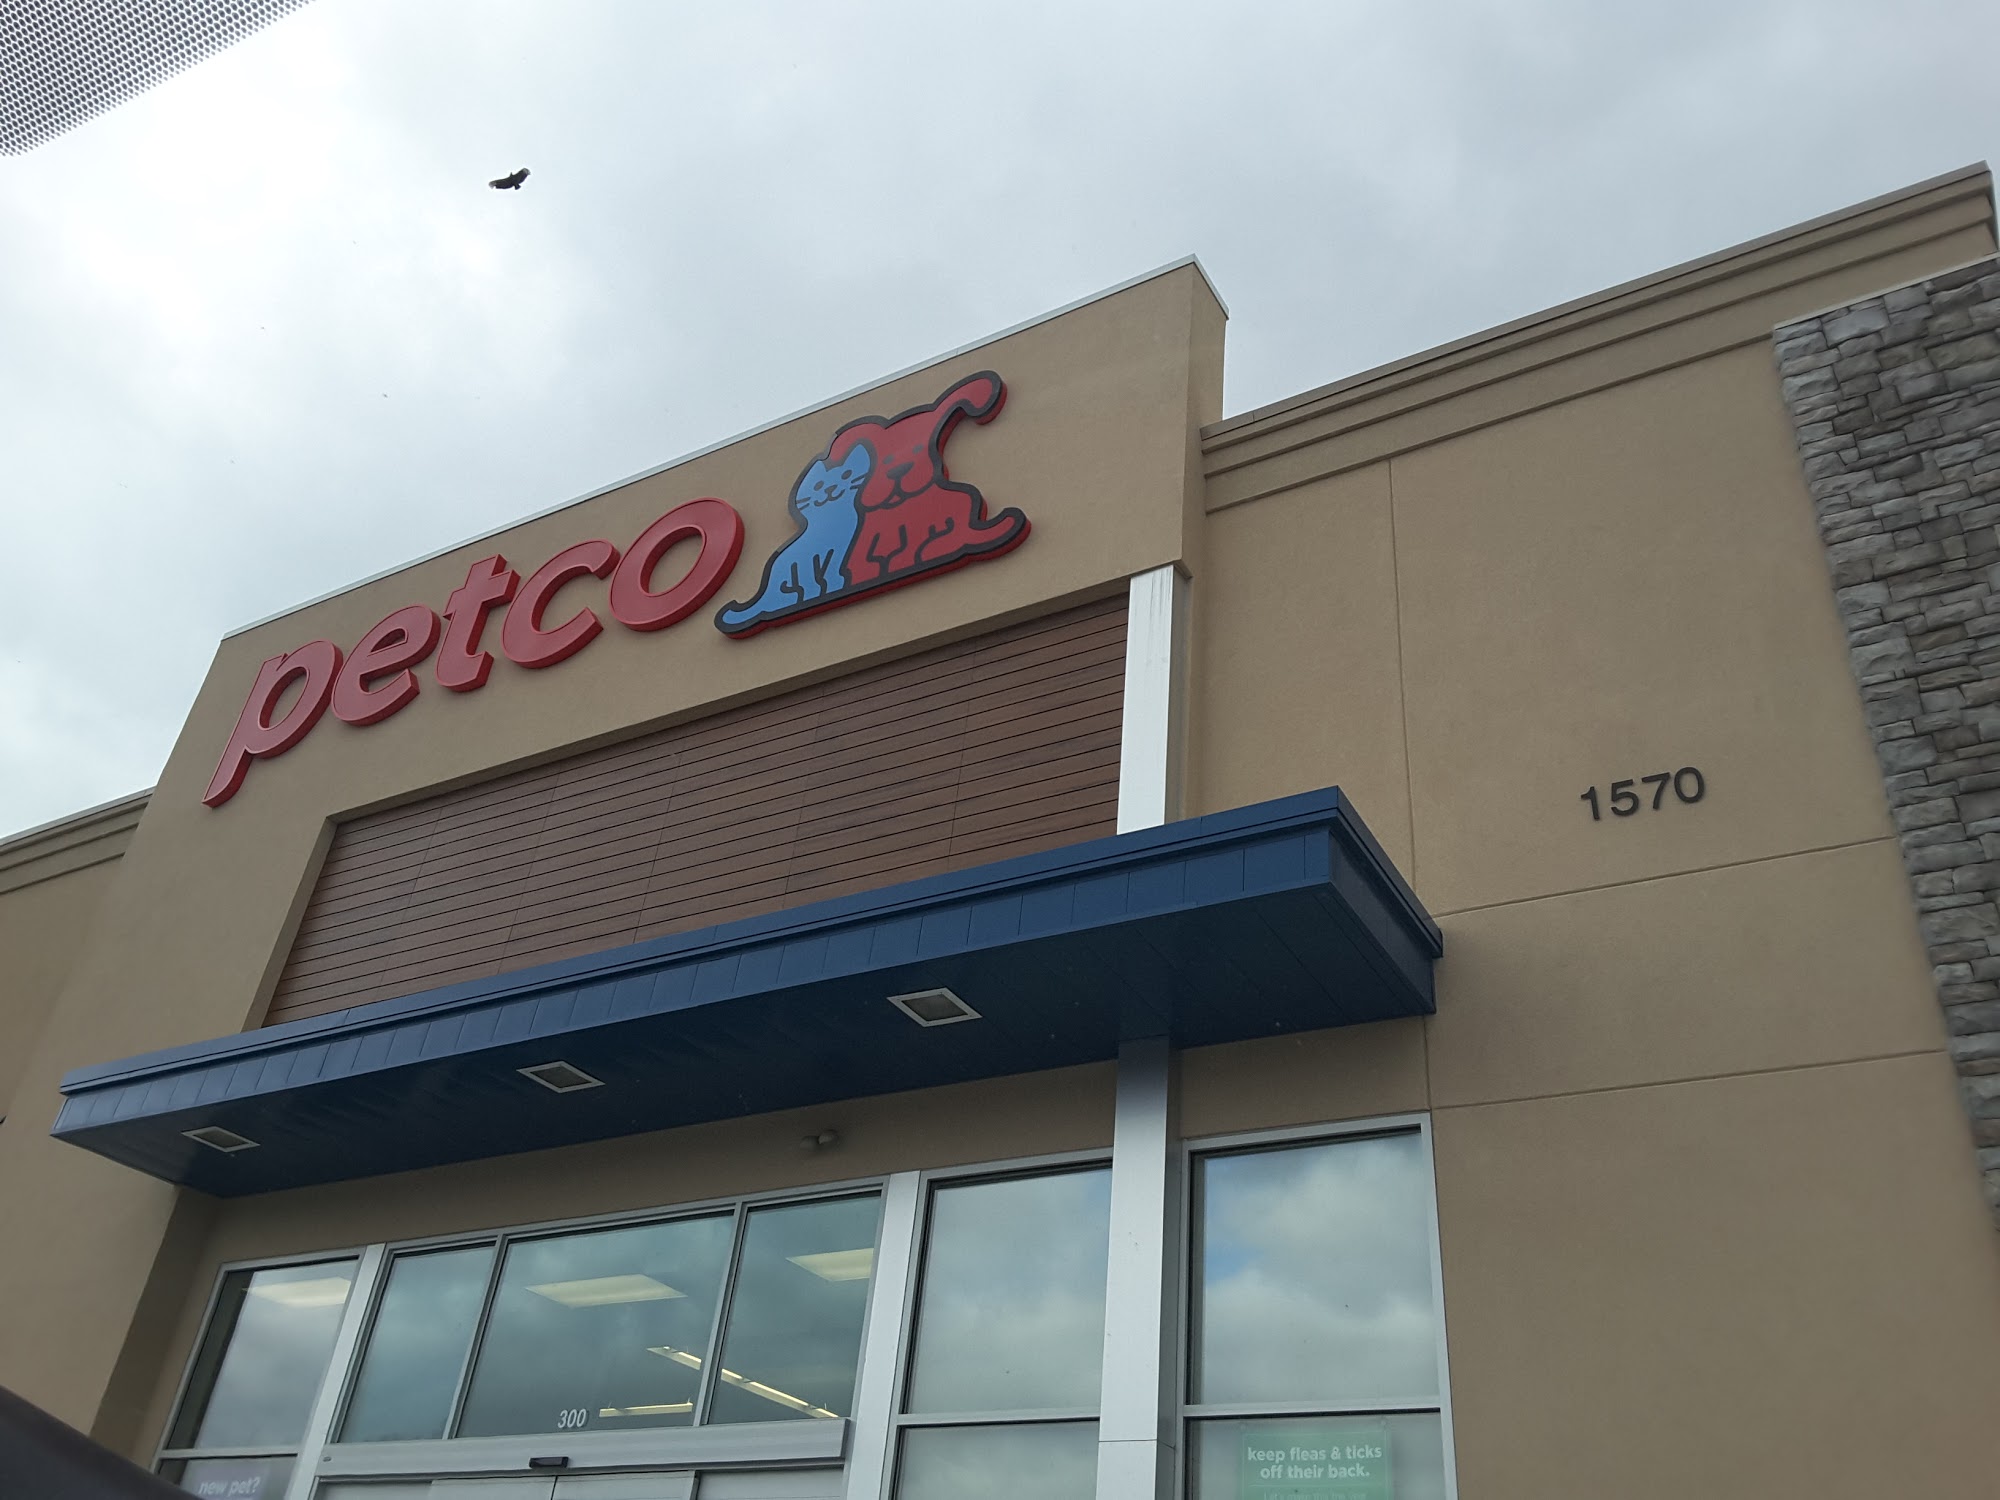 petco
1570
300
new pet?
keep fleas & ticks
off their back.